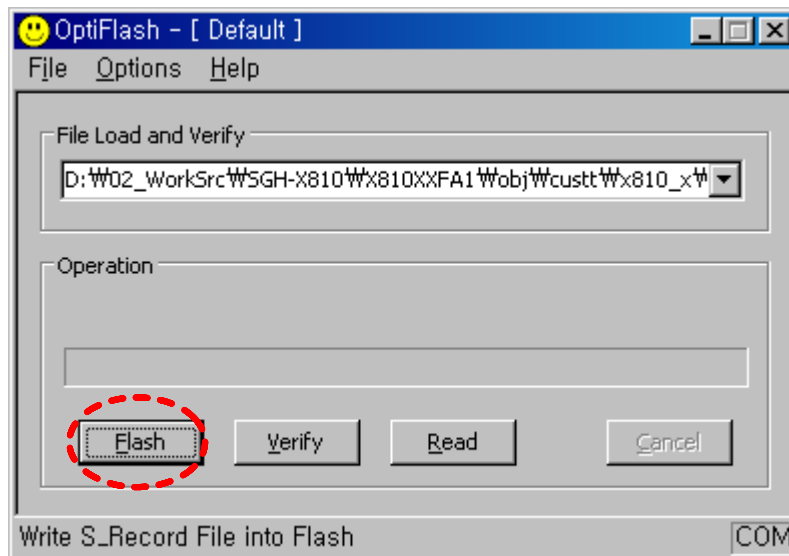 OptiFlash - [ Default ]
File Options Help
File Load and Verify
D:₩02_WorkSrc₩SGH-X810₩X810XXFA1₩obj₩custt₩x810_x₩
Operation
Flash Verify Read Cancel
Write S_Record File into Flash COM